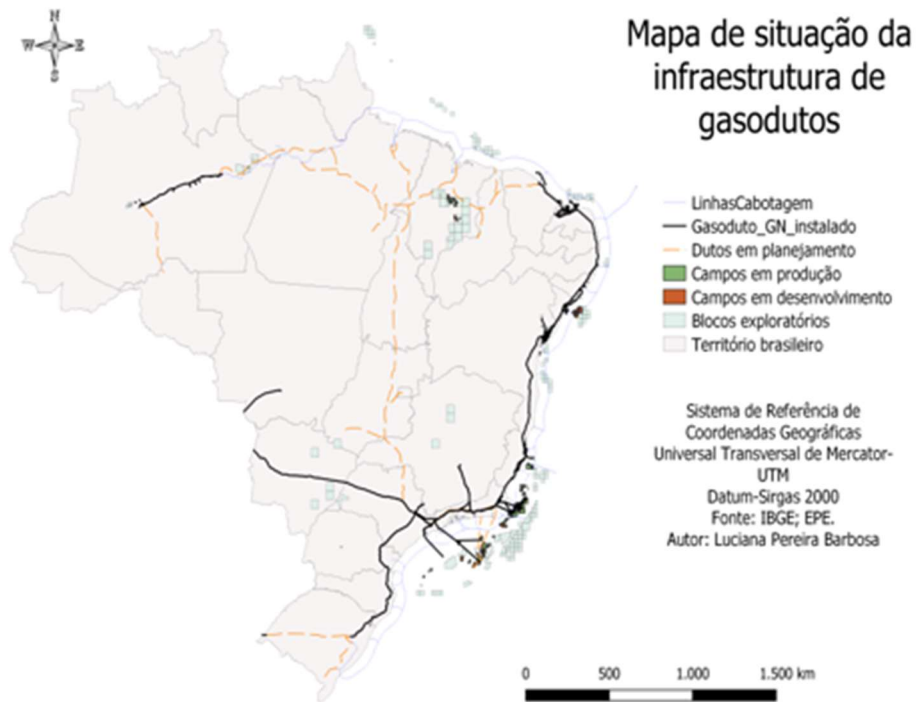 N
W E
S
Mapa de situação da
infraestrutura de
gasodutos
LinhasCabotagem
Gasoduto_GN_instalado
Dutos em planejamento
Campos em produção
Campos em desenvolvimento
Blocos exploratórios
Território brasileiro
Sistema de Referência de
Coordenadas Geográficas
Universal Transversal de Mercator-
UTM
Datum-Sirgas 2000
Fonte: IBGE; EPE.
Autor: Luciana Pereira Barbosa
0 500 1.000 1.500 km